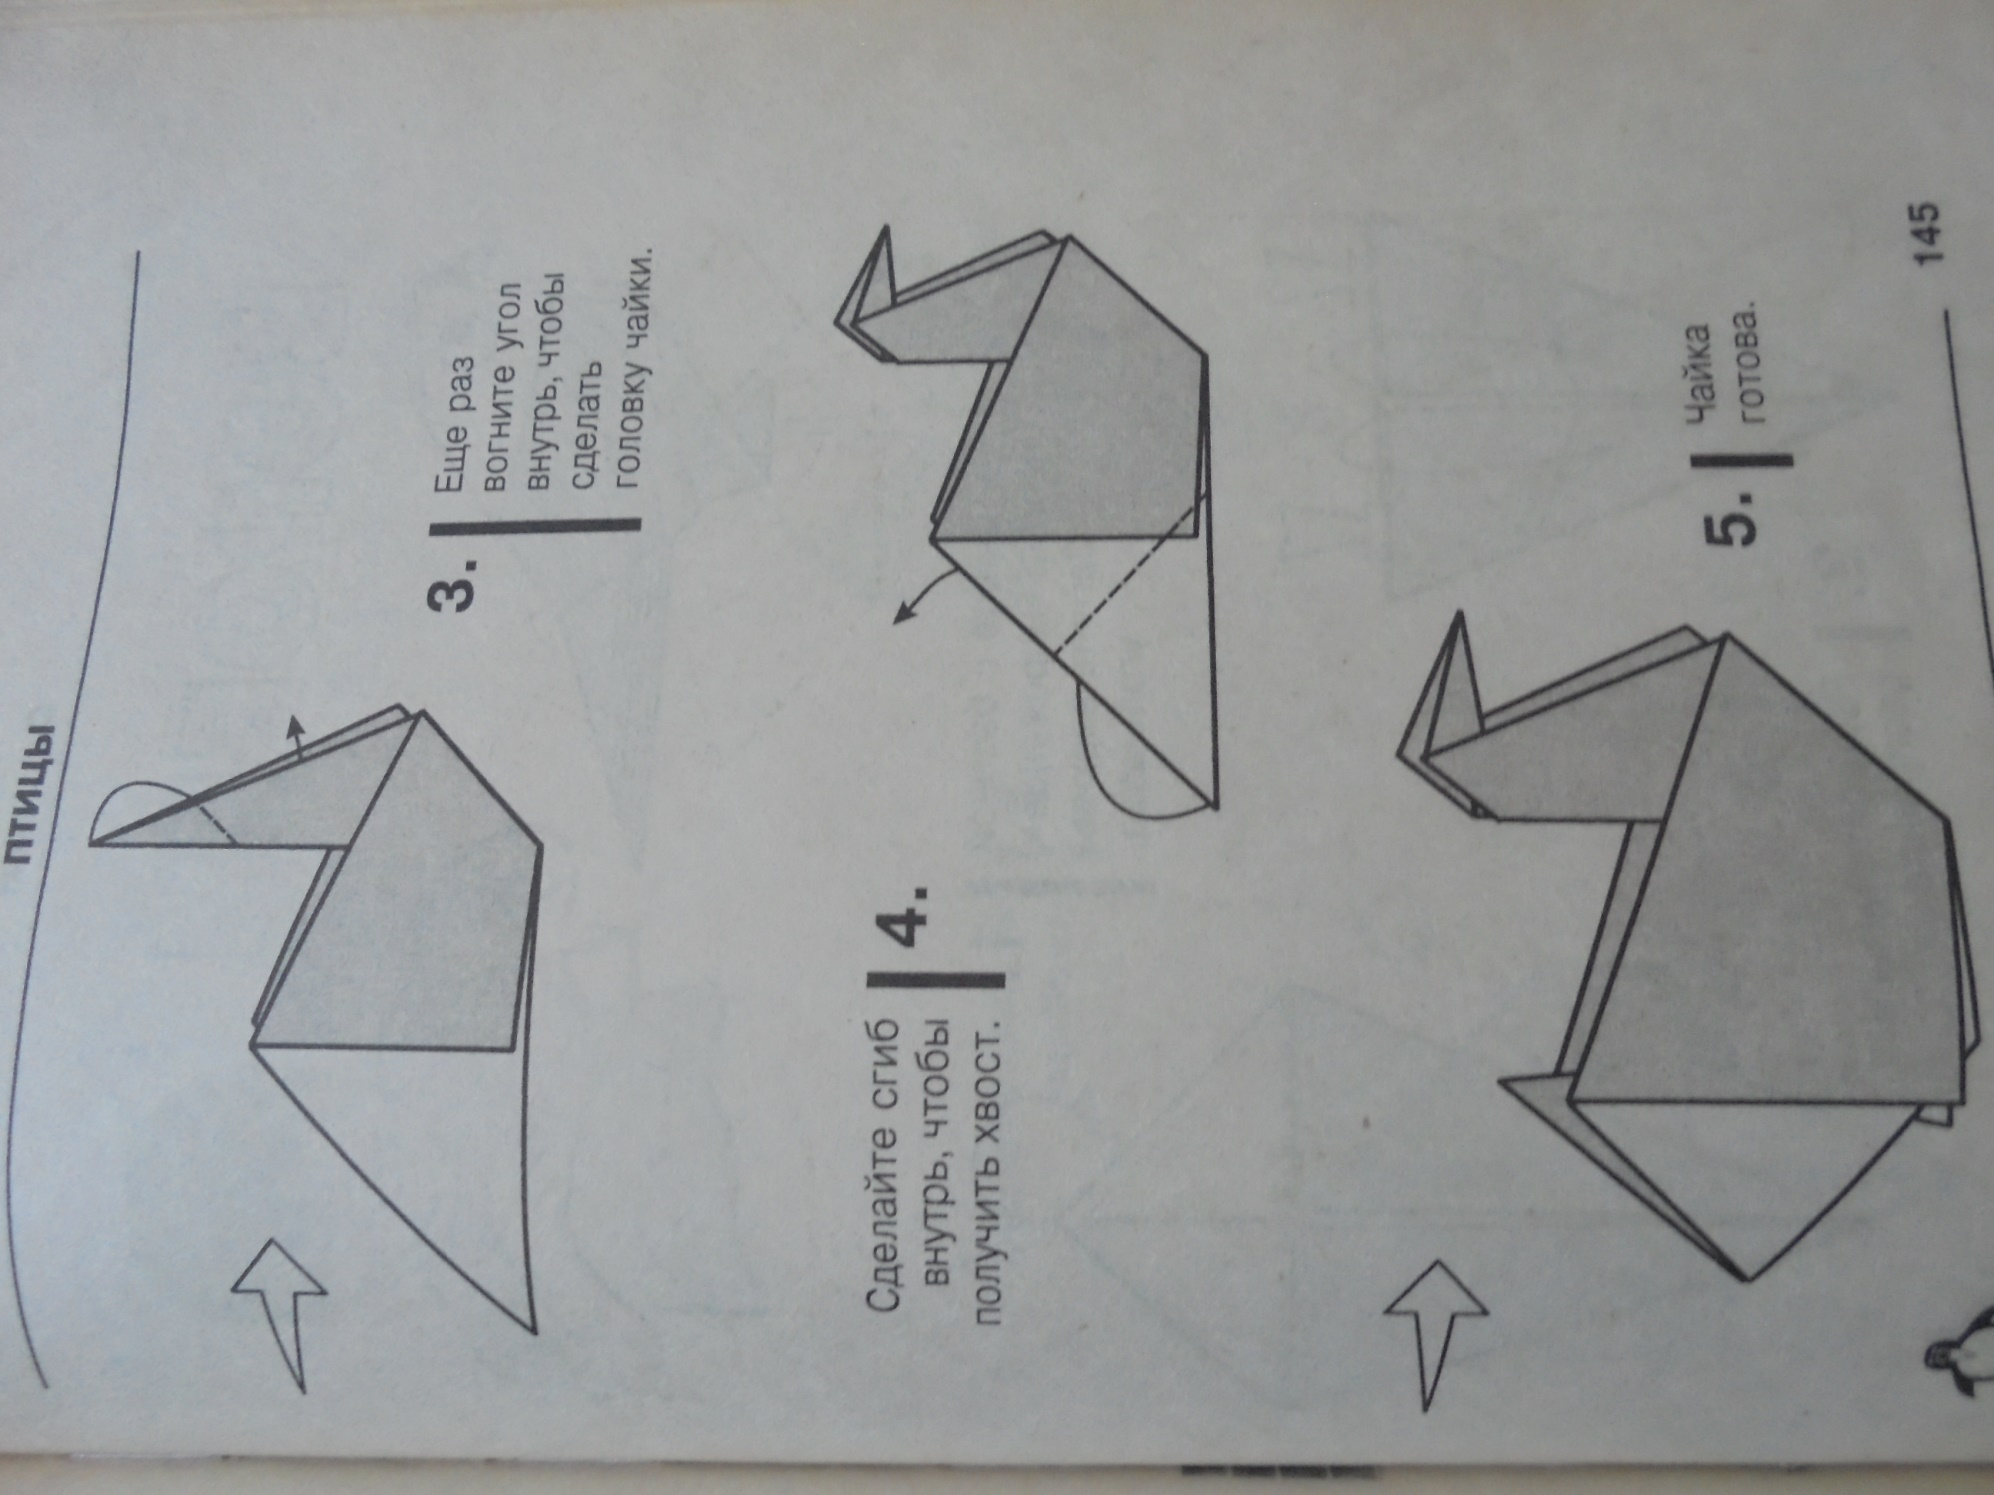 ПТИЦЫ
3.
Еще раз
вогните угол
внутрь, чтобы
сделать
головку чайки.
4.
Сделайте сгиб
внутрь, чтобы
получить хвост.
5.
Чайка
готова.
145